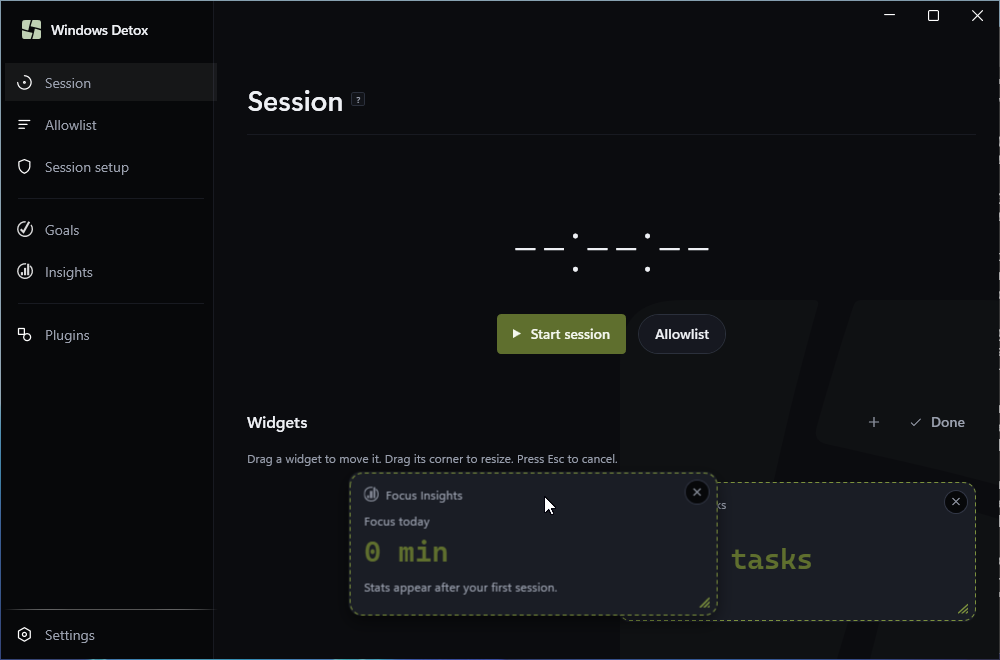 Windows Detox
Session
Allowlist
Session setup
Goals
Insights
Plugins
Settings
Session ?
--:--:--
Start session
Allowlist
Widgets
Done
Drag a widget to move it. Drag its corner to resize. Press Esc to cancel.
Focus Insights
Focus today
0 min
Stats appear after your first session.
tasks